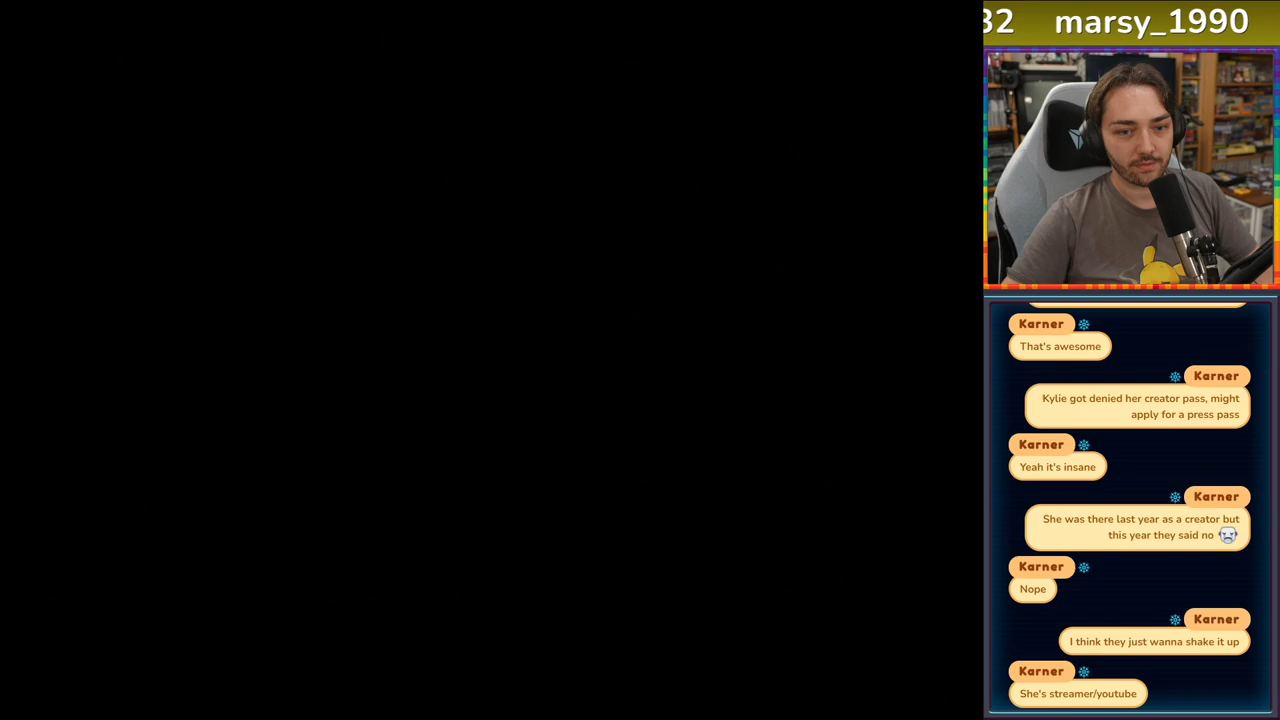 32 marsy_1990
Karner
That's awesome
Karner
Kylie got denied her creator pass, might
apply for a press pass
Karner
Yeah it's insane
Karner
She was there last year as a creator but
this year they said no
Karner
Nope
Karner
I think they just wanna shake it up
Karner
She's streamer/youtube